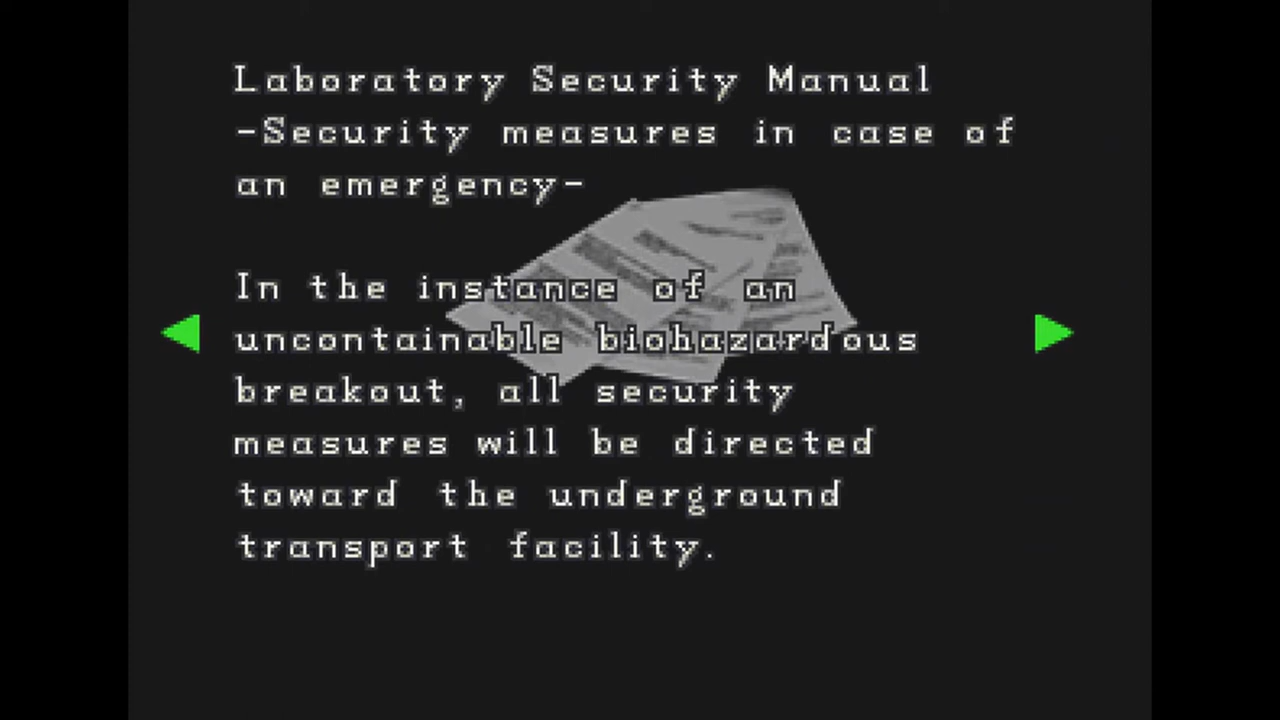 Laboratory Security Manual
-Security measures in case of
an emergency-
In the instance of an
uncontainable biohazardous
breakout, all security
measures will be directed
toward the underground
transport facility.